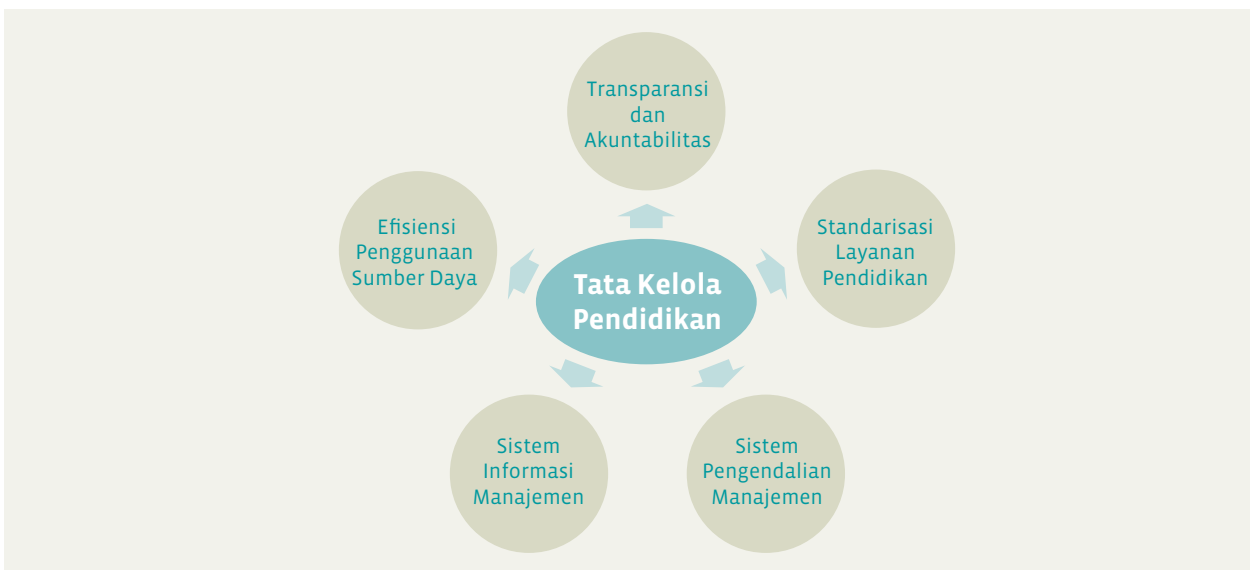 Transparansi
dan
Akuntabilitas
Efisiensi
Penggunaan
Sumber Daya
Standarisasi
Layanan
Pendidikan
Tata Kelola
Pendidikan
Sistem
Informasi
Manajemen
Sistem
Pengendalian
Manajemen